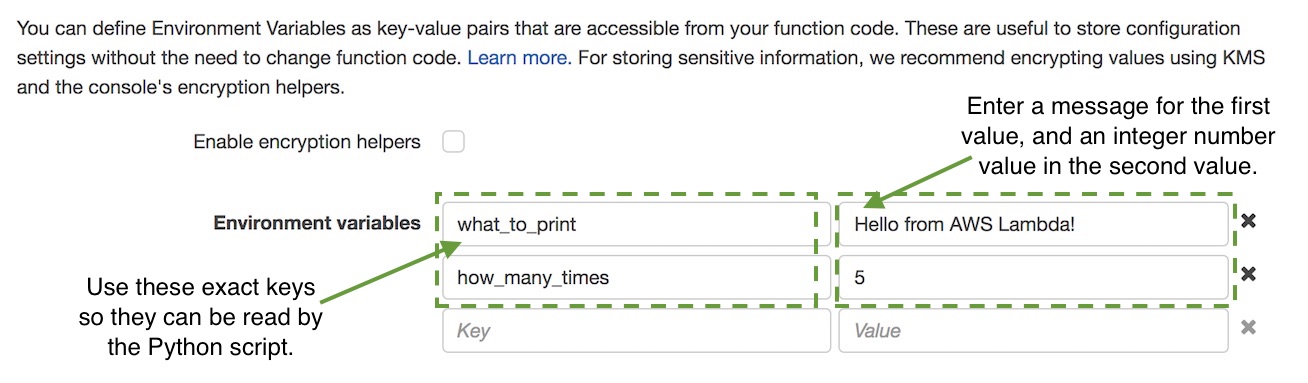 You can define Environment Variables as key-value pairs that are accessible from your function code. These are useful to store configuration
settings without the need to change function code. Learn more. For storing sensitive information, we recommend encrypting values using KMS
and the console's encryption helpers.
Enter a message for the first
value, and an integer number
value in the second value.
Enable encryption helpers
Environment variables
what_to_print
Hello from AWS Lambda!
how_many_times
5
Use these exact keys
so they can be read by
the Python script.
Key
Value